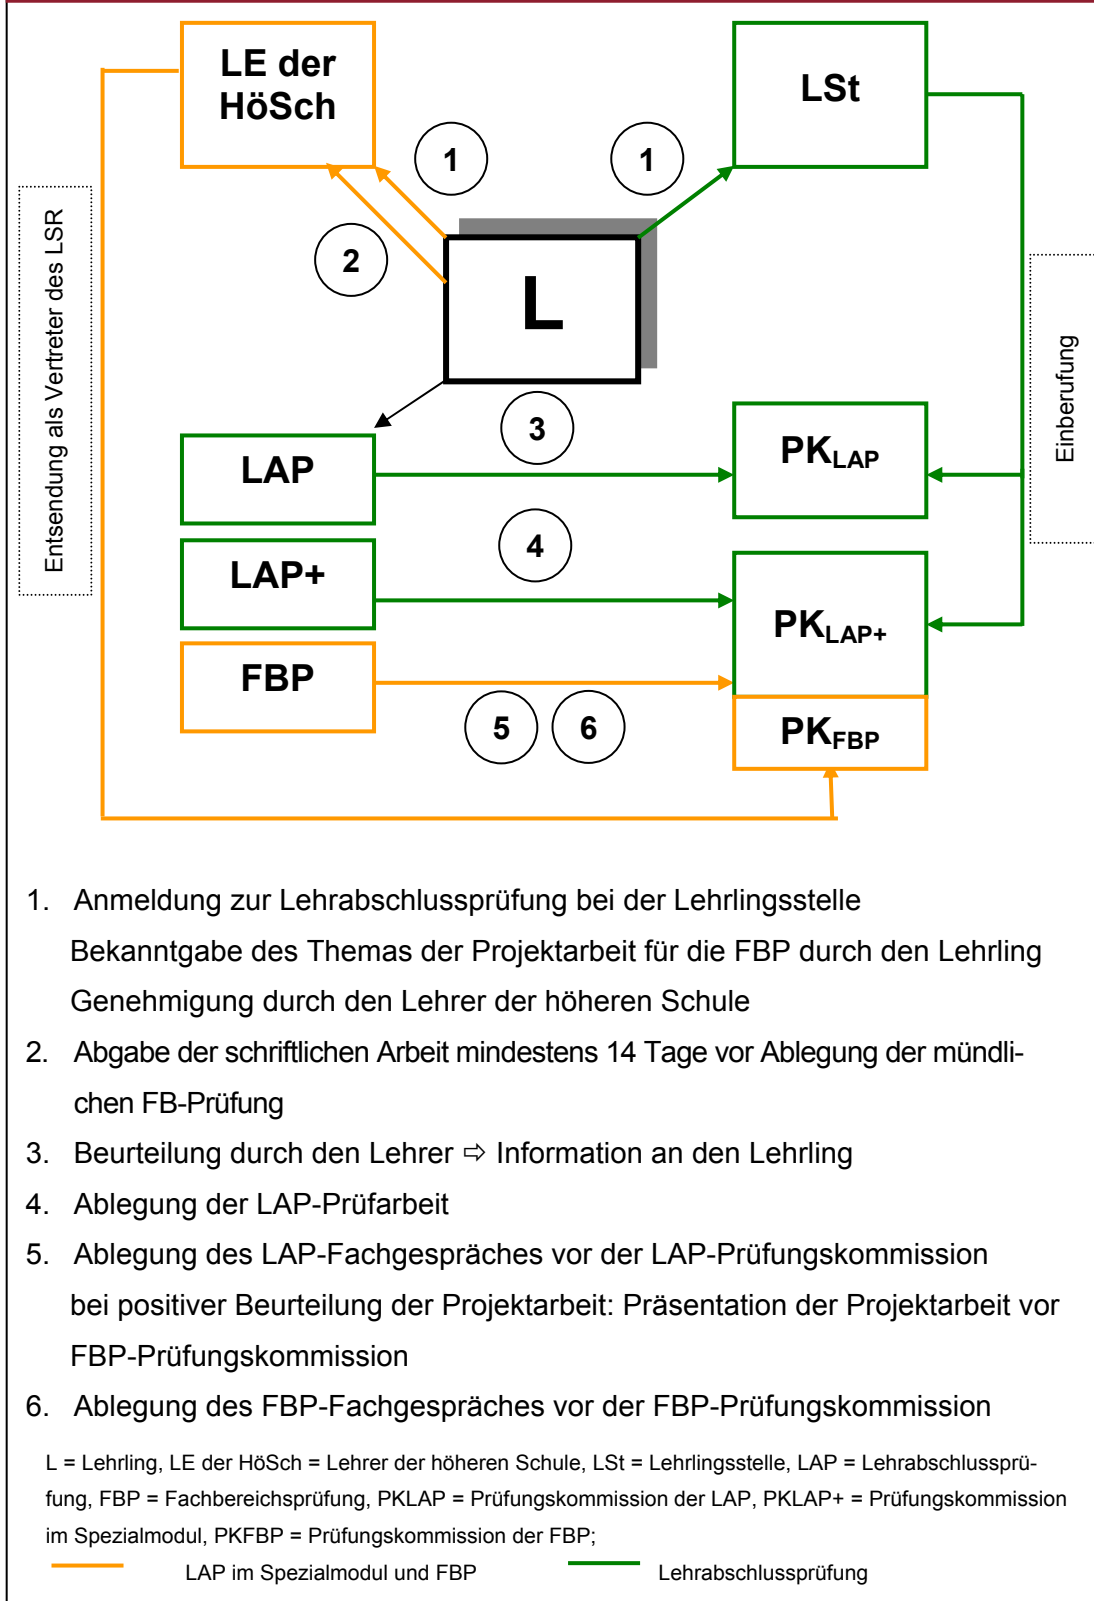 LE der
HöSch
LSt
1
1
2
L
Entsendung als Vertreter des LSR
Einberufung
3
LAP
PKLAP
4
LAP+
PKLAP+
FBP
5
6
PKFBP
1. Anmeldung zur Lehrabschlussprüfung bei der Lehrlingsstelle
Bekanntgabe des Themas der Projektarbeit für die FBP durch den Lehrling
Genehmigung durch den Lehrer der höheren Schule
2. Abgabe der schriftlichen Arbeit mindestens 14 Tage vor Ablegung der mündli-
chen FB-Prüfung
3. Beurteilung durch den Lehrer ⇨ Information an den Lehrling
4. Ablegung der LAP-Prüfarbeit
5. Ablegung des LAP-Fachgespräches vor der LAP-Prüfungskommission
bei positiver Beurteilung der Projektarbeit: Präsentation der Projektarbeit vor
FBP-Prüfungskommission
6. Ablegung des FBP-Fachgespräches vor der FBP-Prüfungskommission
L = Lehrling, LE der HöSch = Lehrer der höheren Schule, LSt = Lehrlingsstelle, LAP = Lehrabschlussprü-
fung, FBP = Fachbereichsprüfung, PKLAP = Prüfungskommission der LAP, PKLAP+ = Prüfungskommission
im Spezialmodul, PKFBP = Prüfungskommission der FBP;
LAP im Spezialmodul und FBP
Lehrabschlussprüfung